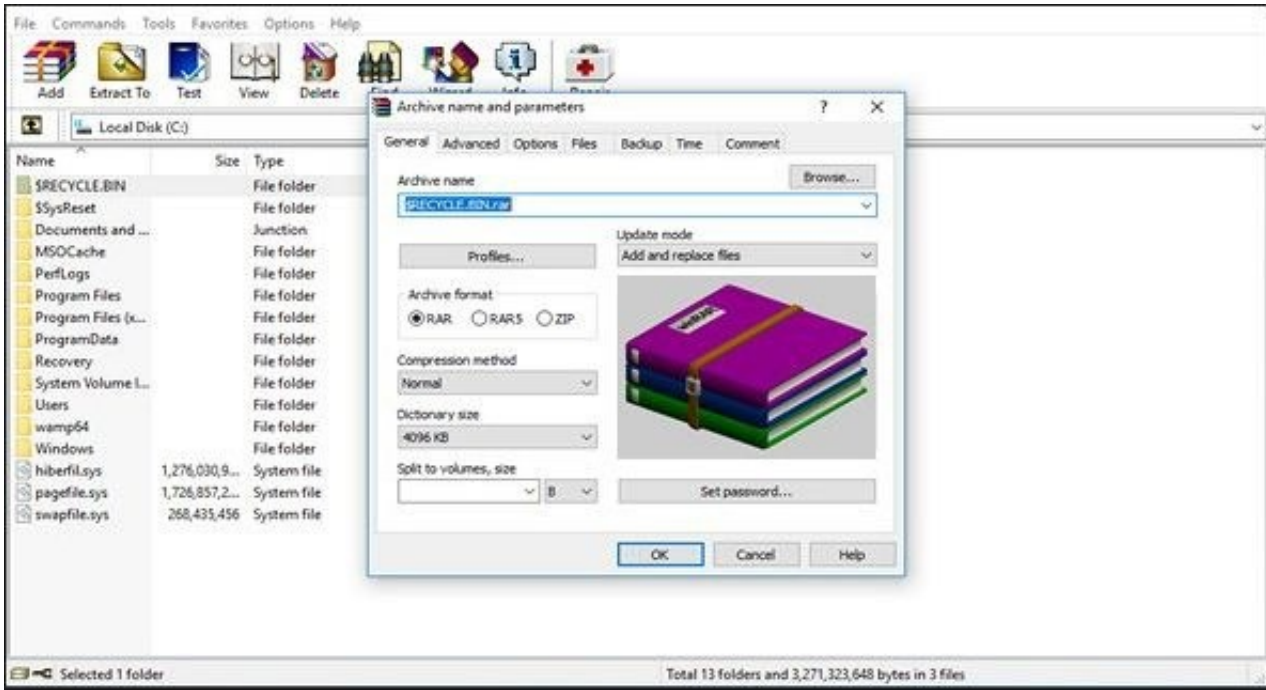 File Commands Tools Favorites Options Help
Add Extract To Test View Delete Find Wizard Info Repair
Local Disk (C:)
Name Size Type
$RECYCLE.BIN File folder
$SysReset File folder
Documents and ... Junction
MSOCache File folder
PerfLogs File folder
Program Files File folder
Program Files (x... File folder
ProgramData File folder
Recovery File folder
System Volume I... File folder
Users File folder
wamp64 File folder
Windows File folder
hiberfil.sys 1,276,030,9... System file
pagefile.sys 1,726,857,2... System file
swapfile.sys 268,435,456 System file
Archive name and parameters ?
General Advanced Options Files Backup Time Comment
Archive name
Browse...
$RECYCLE.BIN.rar
Update mode
Profiles... Add and replace files
Archive format
RAR RAR5 ZIP
WinRAR
Compression method
Normal
Dictionary size
4096 KB
Split to volumes, size
B Set password...
OK Cancel Help
Selected 1 folder Total 13 folders and 3,271,323,648 bytes in 3 files